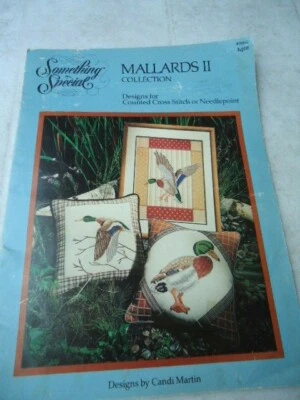 Something
Special
MALLARDS II
COLLECTION
Designs for
Counted Cross Stitch or Needlepoint
Designs by Candi Martin